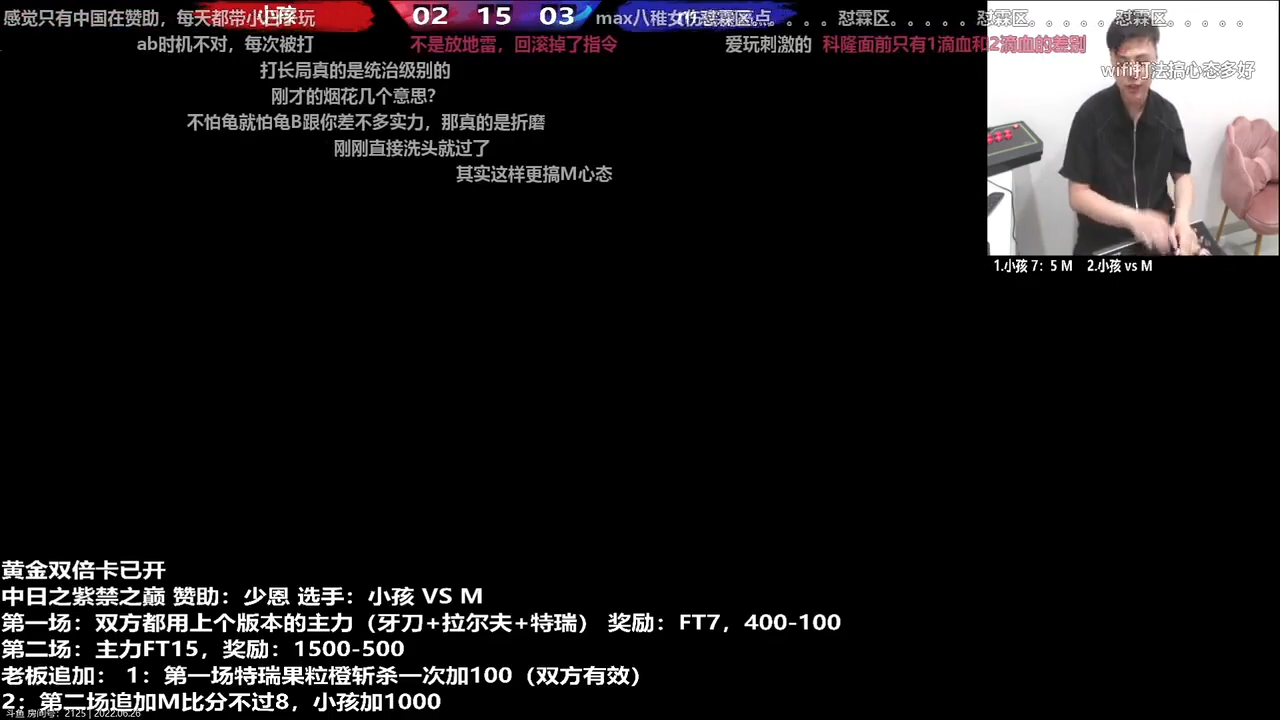 感觉只有中国在赞助，每天都带小日本玩
小孩
02 15 03
max八稚女伤
怼霖区
怼霖区
怼霖区
怼霖区
ab时机不对，每次被打
不是放地雷，回滚掉了指令
爱玩刺激的
科隆面前只有1滴血和2滴血的差别
打长局真的是统治级别的
wifi打法搞心态多好
刚才的烟花几个意思？
不怕龟就怕龟B跟你差不多实力，那真的是折磨
刚刚直接洗头就过了
其实这样更搞M心态
1.小孩 7：5 M 2.小孩 vs M
黄金双倍卡已开
中日之紫禁之巅 赞助：少恩 选手：小孩 VS M
第一场：双方都用上个版本的主力（牙刀+拉尔夫+特瑞） 奖励：FT7，400-100
第二场：主力FT15，奖励：1500-500
老板追加： 1：第一场特瑞果粒橙斩杀一次加100（双方有效）
2：第二场追加M比分不过8，小孩加1000
斗鱼 房间号：2125 | 2022.06.26